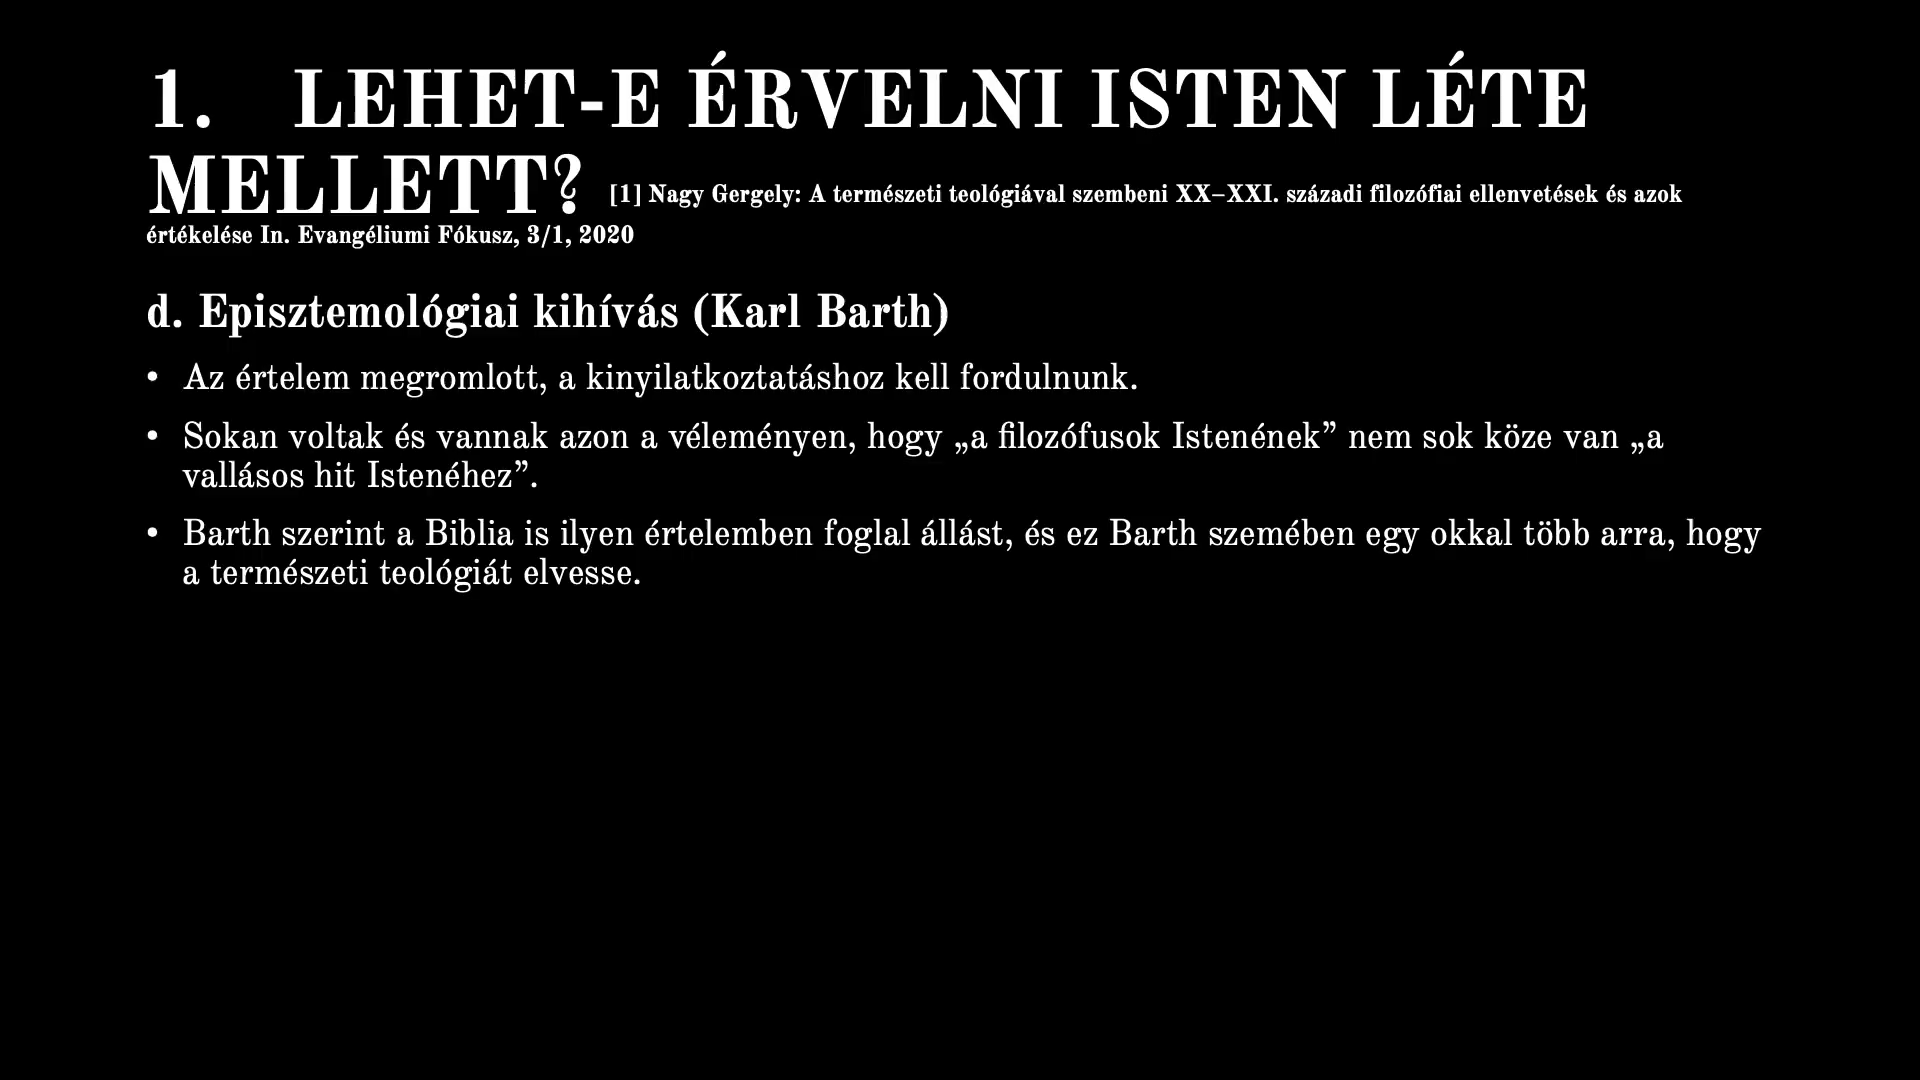 1. LEHET-E ÉRVELNI ISTEN LÉTE
MELLETT? [1] Nagy Gergely: A természeti teológiával szembeni XX–XXI. századi filozófiai ellenvetések és azok
értékelése In. Evangéliumi Fókusz, 3/1, 2020
d. Episztemológiai kihívás (Karl Barth)
• Az értelem megromlott, a kinyilatkoztatáshoz kell fordulnunk.
• Sokan voltak és vannak azon a véleményen, hogy „a filozófusok Istenének” nem sok köze van „a
vallásos hit Istenéhez”.
• Barth szerint a Biblia is ilyen értelemben foglal állást, és ez Barth szemében egy okkal több arra, hogy
a természeti teológiát elvesse.